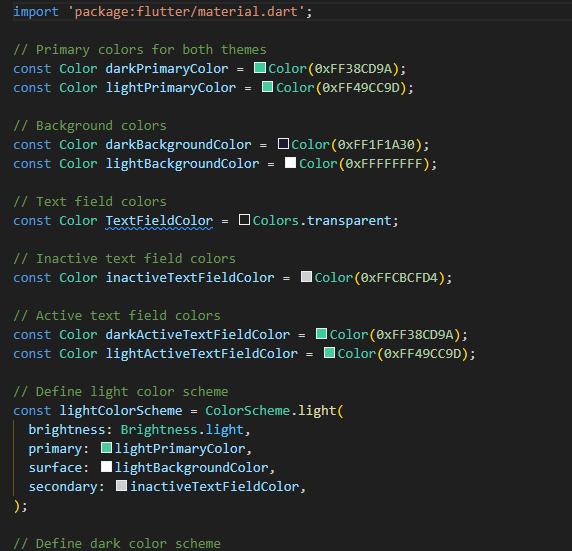 import 'package:flutter/material.dart';
// Primary colors for both themes
const Color darkPrimaryColor = Color(0xFF38CD9A);
const Color lightPrimaryColor = Color(0xFF49CC9D);
// Background colors
const Color darkBackgroundColor = Color(0xFF1F1A30);
const Color lightBackgroundColor = Color(0xFFFFFFFF);
// Text field colors
const Color TextFieldColor = Colors.transparent;
// Inactive text field colors
const Color inactiveTextFieldColor = Color(0xFFCBCFD4);
// Active text field colors
const Color darkActiveTextFieldColor = Color(0xFF38CD9A);
const Color lightActiveTextFieldColor = Color(0xFF49CC9D);
// Define light color scheme
const lightColorScheme = ColorScheme.light(
  brightness: Brightness.light,
  primary: lightPrimaryColor,
  surface: lightBackgroundColor,
  secondary: inactiveTextFieldColor,
);
// Define dark color scheme